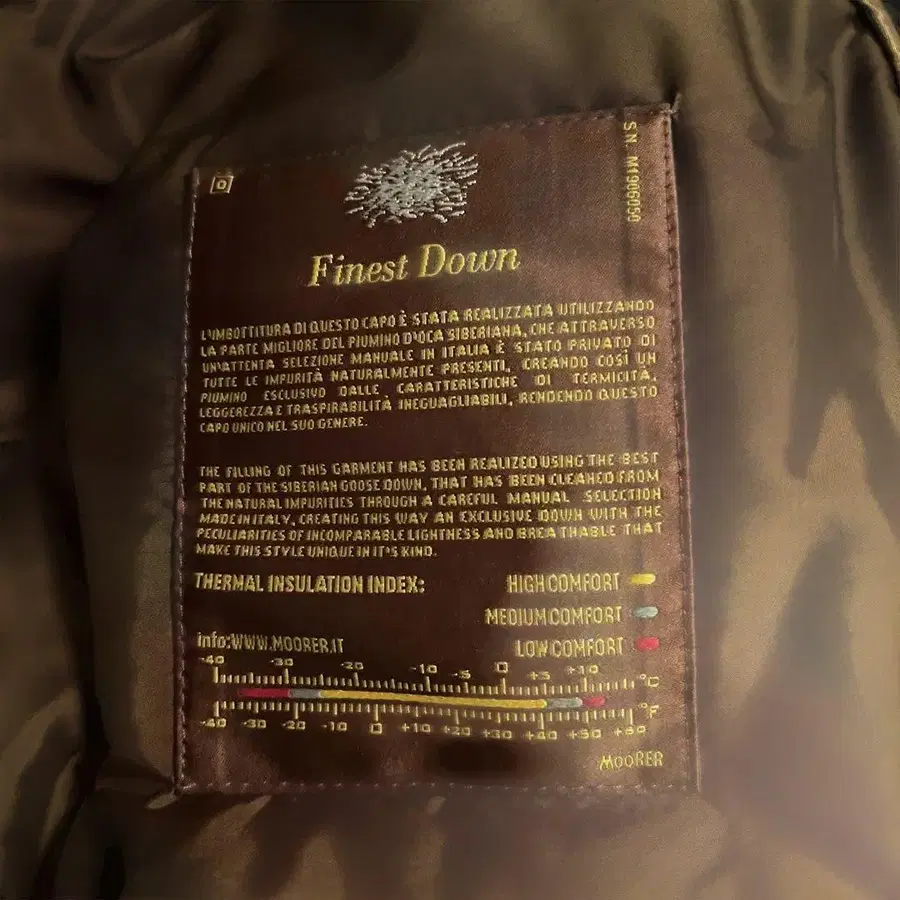 D
S.N. M1906050
Finest Down
L'IMBOTTITURA DI QUESTO CAPO È STATA REALIZZATA UTILIZZANDO
LA PARTE MIGLIORE DEL PIUMINO D'OCA SIBERIANA, CHE ATTRAVERSO
UN'ATTENTA SELEZIONE MANUALE IN ITALIA È STATO PRIVATO DI
TUTTE LE IMPURITÀ NATURALMENTE PRESENTI, CREANDO COSÌ UN
PIUMINO ESCLUSIVO DALLE CARATTERISTICHE DI TERMICITÀ,
LEGGEREZZA E TRASPIRABILITÀ INEGUAGLIABILI, RENDENDO QUESTO
CAPO UNICO NEL SUO GENERE.
THE FILLING OF THIS GARMENT HAS BEEN REALIZED USING THE BEST
PART OF THE SIBERIAN GOOSE DOWN, THAT HAS BEEN CLEANED FROM
THE NATURAL IMPURITIES THROUGH A CAREFUL MANUAL SELECTION
MADE IN ITALY, CREATING THIS WAY AN EXCLUSIVE DOWN WITH THE
PECULIARITIES OF INCOMPARABLE LIGHTNESS AND BREATHABLE THAT
MAKE THIS STYLE UNIQUE IN IT'S KIND.
THERMAL INSULATION INDEX: HIGH COMFORT
MEDIUM COMFORT
info:WWW.MOORER.IT LOW COMFORT
-40 -30 -20 -10 -5 0 +5 +10 °C
-40 -30 -20 -10 0 +10 +20 +30 +40 +50 +60 °F
MOORER